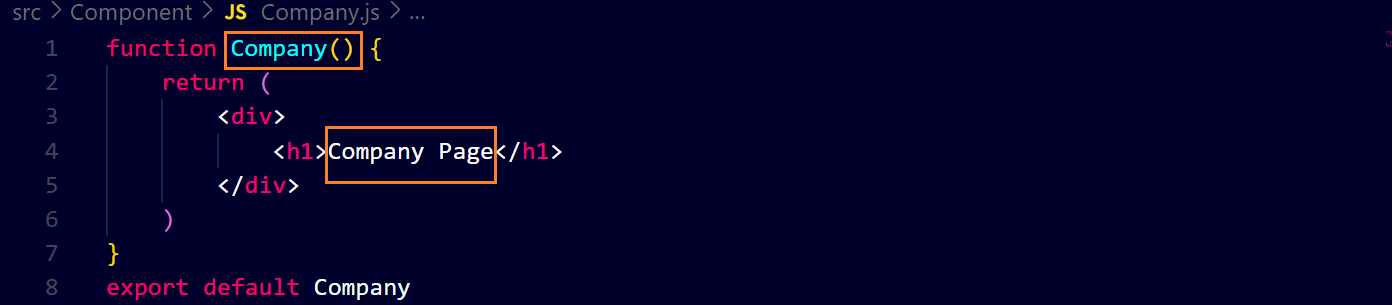 src > Component > JS Company.js > ...
1 function Company() {
2 return (
3 <div>
4 <h1>Company Page</h1>
5 </div>
6 )
7 }
8 export default Company